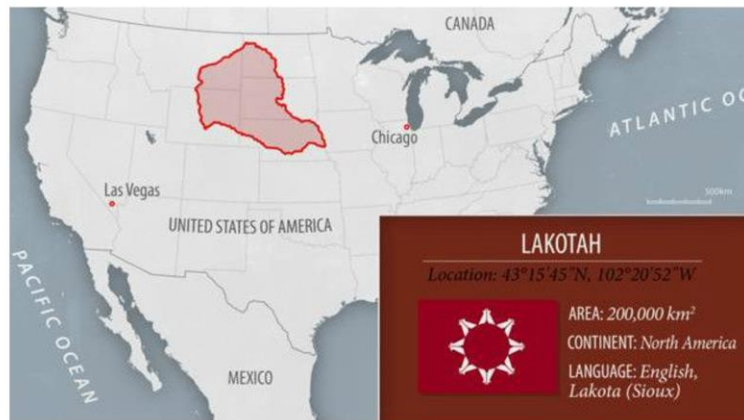 CANADA
Chicago
ATLANTIC OC
Las Vegas
500km
UNITED STATES OF AMERICA
LAKOTAH
Location: 43°15'45"N, 102°20'52"W
PACIFIC OCEAN
AREA: 200,000 km²
CONTINENT: North America
MEXICO
LANGUAGE: English,
Lakota (Sioux)